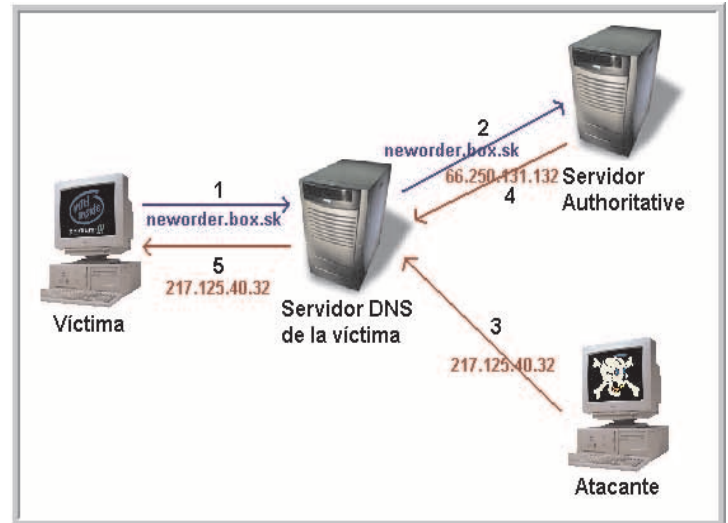 2
neworder.box.sk
66.250.131.132
4
Servidor
Authoritative
1
neworder.box.sk
5
217.125.40.32
Víctima
Servidor DNS
de la víctima
3
217.125.40.32
Atacante